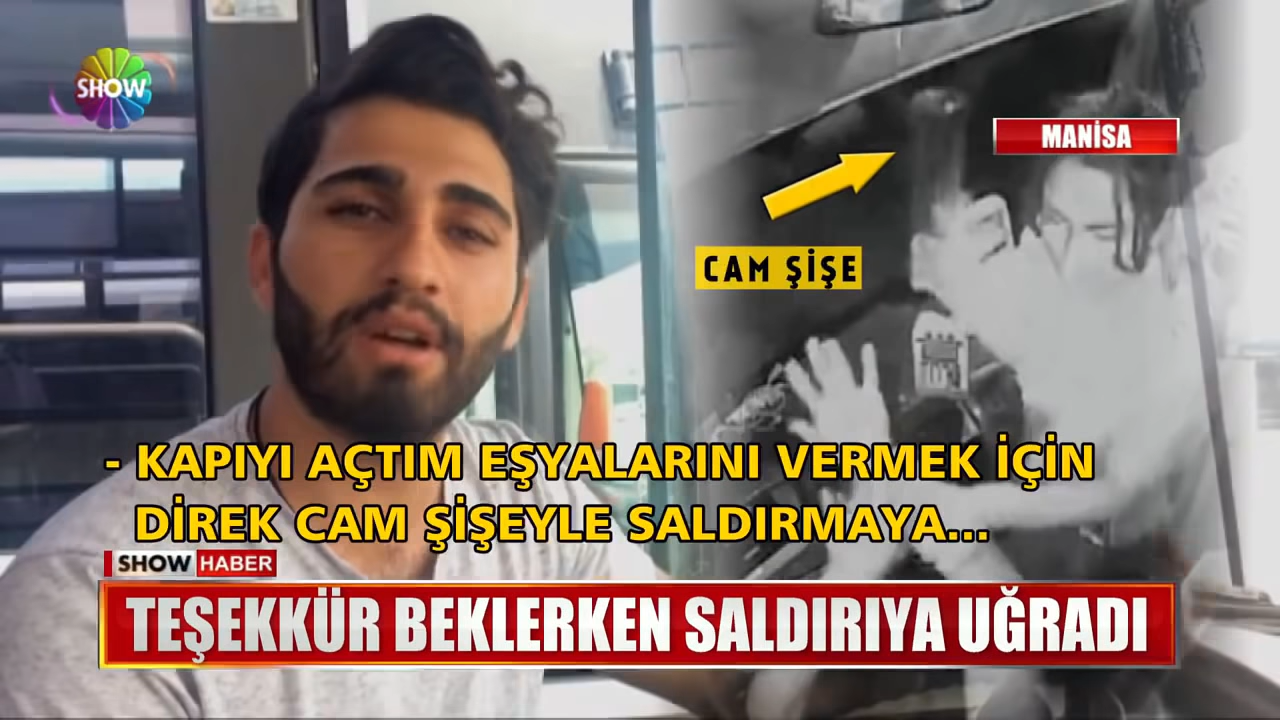 SHOW
MANİSA
CAM ŞİŞE
- KAPIYI AÇTIM EŞYALARINI VERMEK İÇİN
DİREK CAM ŞİŞEYLE SALDIRMAYA...
SHOW HABER
TEŞEKKÜR BEKLERKEN SALDIRIYA UĞRADI